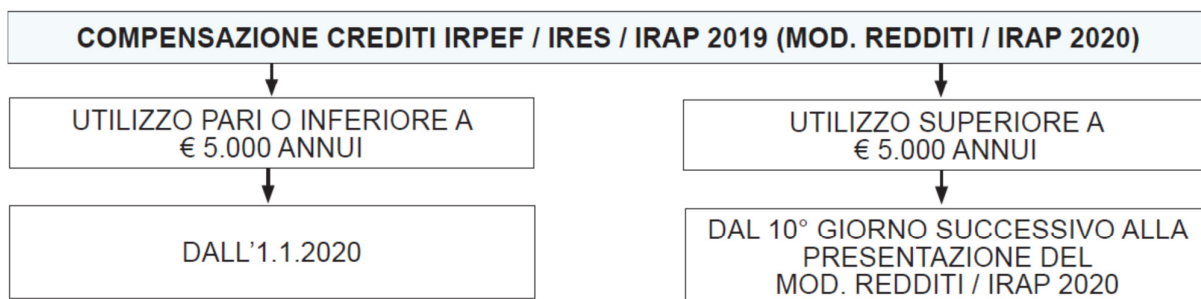 COMPENSAZIONE CREDITI IRPEF / IRES / IRAP 2019 (MOD. REDDITI / IRAP 2020)
UTILIZZO PARI O INFERIORE A
€ 5.000 ANNUI
DALL'1.1.2020
UTILIZZO SUPERIORE A
€ 5.000 ANNUI
DAL 10° GIORNO SUCCESSIVO ALLA
PRESENTAZIONE DEL
MOD. REDDITI / IRAP 2020